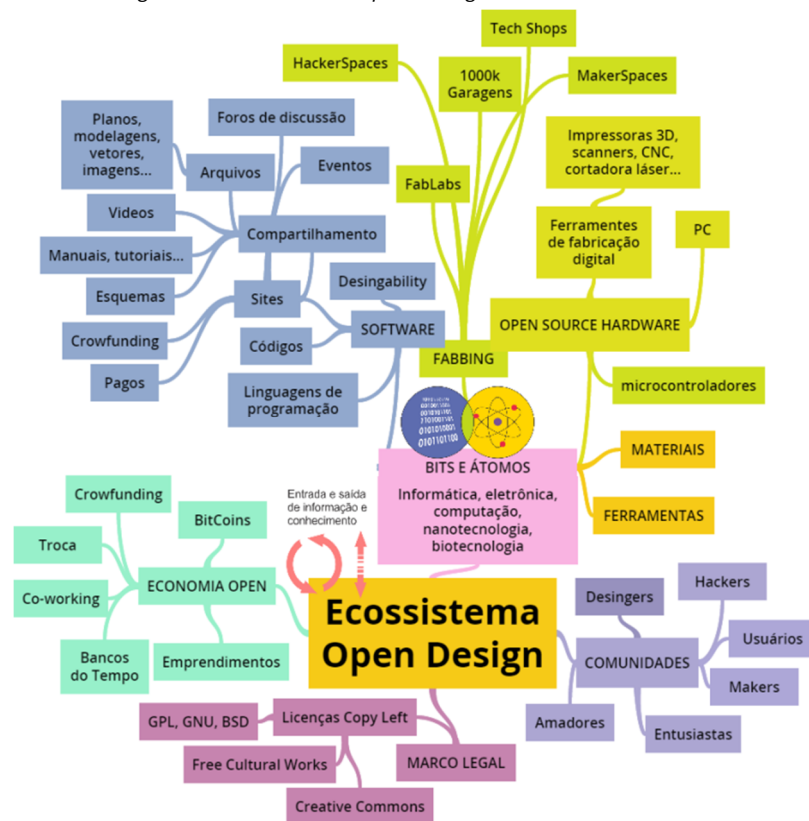 Tech Shops
HackerSpaces
1000k
Garagens
MakerSpaces
Planos,
modelagens,
vetores,
imagens...
Foros de discussão
Impressoras 3D,
scanners, CNC,
cortadora láser...
Arquivos
Eventos
FabLabs
Videos
Compartilhamento
Ferramentes
de fabricação
digital
PC
Manuais, tutoriais...
Desingability
Esquemas
Sites
SOFTWARE
OPEN SOURCE HARDWARE
Crowfunding
Códigos
FABBING
Pagos
Linguagens de
programação
microcontroladores
MATERIAIS
BITS E ÁTOMOS
Informática, eletrônica,
computação,
nanotecnologia,
biotecnologia
FERRAMENTAS
Entrada e saída
de informação e
conhecimento
Crowfunding
BitCoins
Troca
ECONOMIA OPEN
Co-working
Bancos
do Tempo
Emprendimentos
Ecossistema
Open Design
Desingers
Hackers
Usuários
COMUNIDADES
Makers
Amadores
Entusiastas
GPL, GNU, BSD
Licenças Copy Left
Free Cultural Works
MARCO LEGAL
Creative Commons